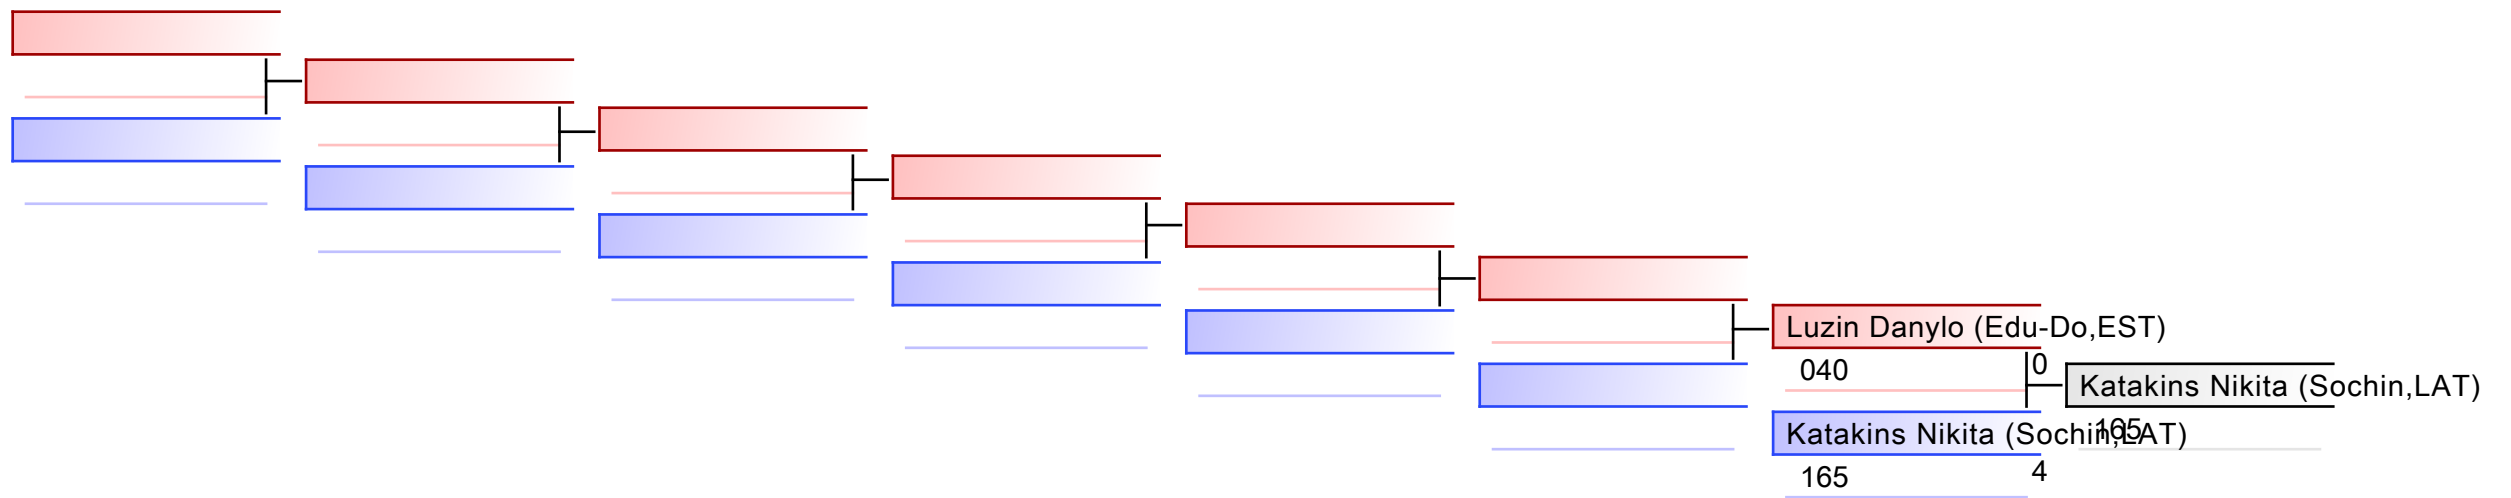 Luzin Danylo (Edu-Do,EST)
040
0
Katakins Nikita (Sochin,LAT)
165
Katakins Nikita (Sochin,LAT)
165
4